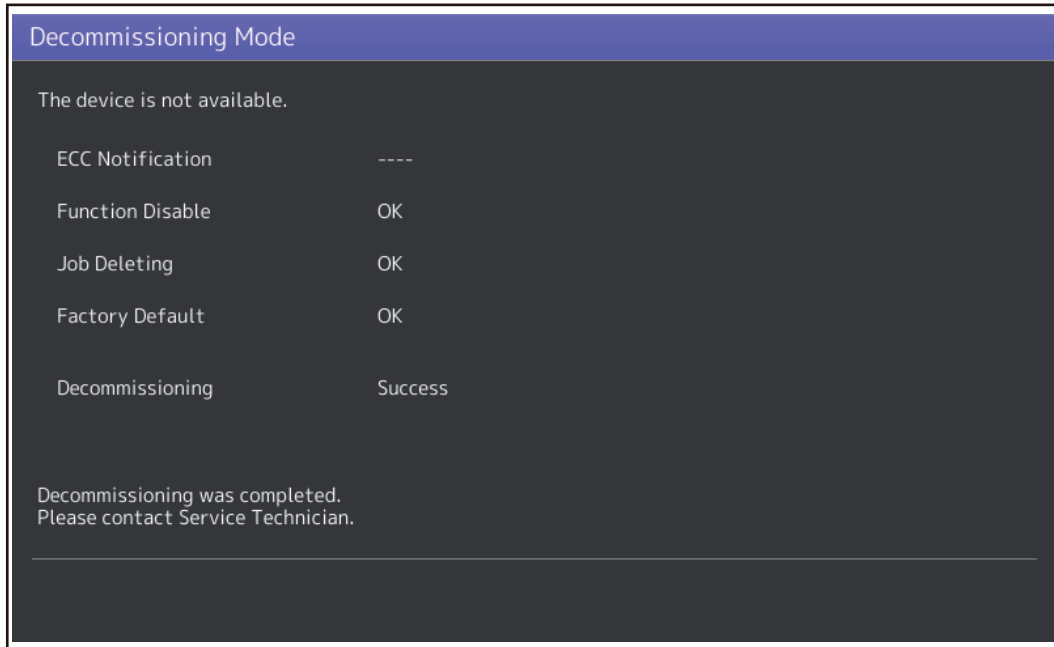 Decommissioning Mode
The device is not available.
ECC Notification ----
Function Disable OK
Job Deleting OK
Factory Default OK
Decommissioning Success
Decommissioning was completed.
Please contact Service Technician.